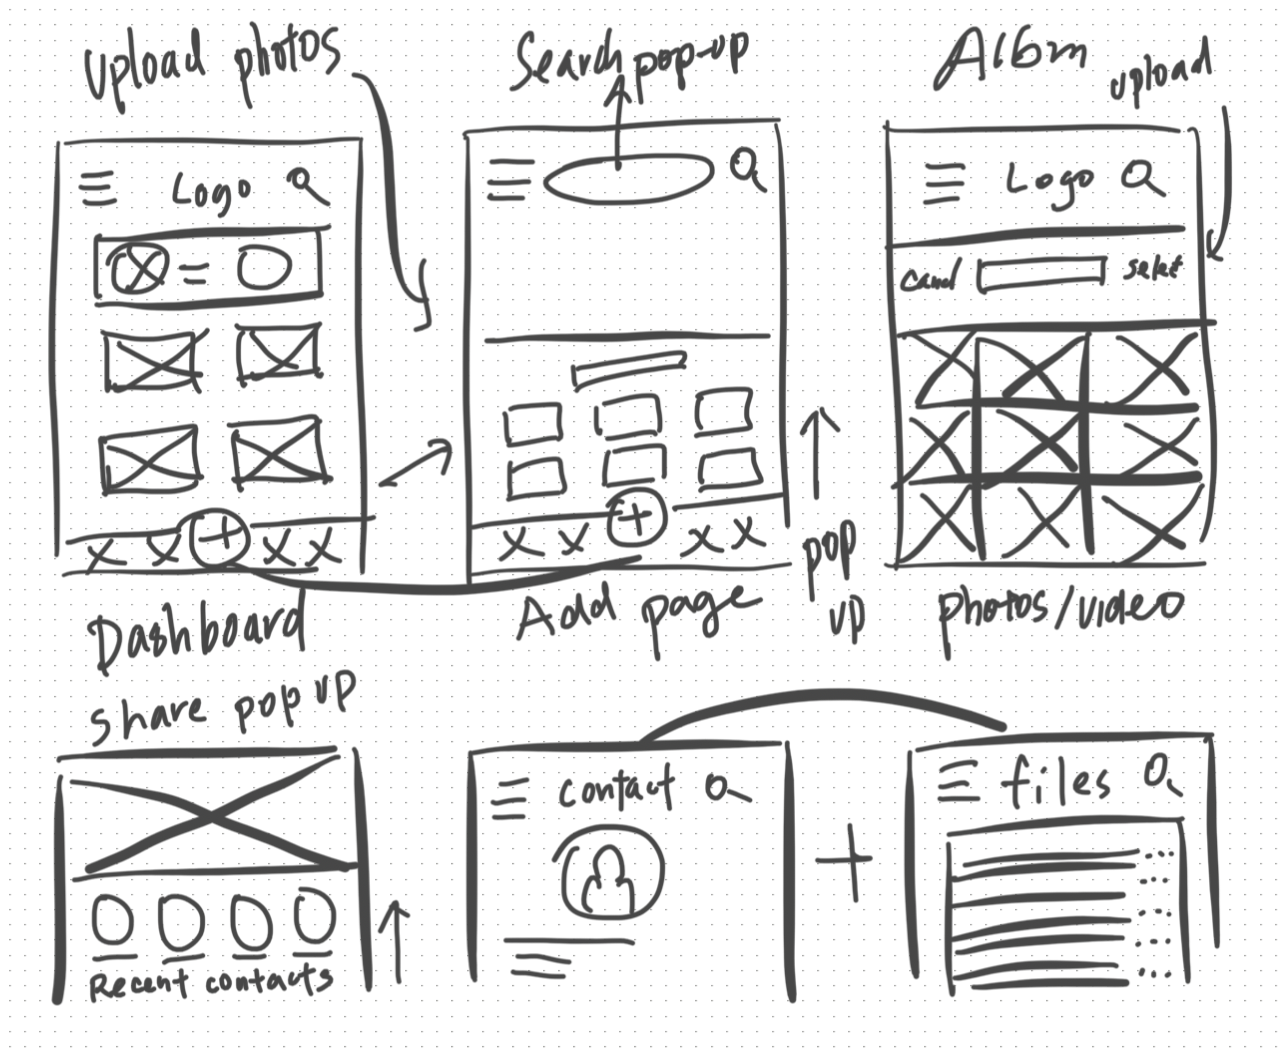 Upload photos
Search pop-up
Album
upload
Logo
Logo
Cancel
select
pop
up
Dashboard
Add page
photos/video
share pop up
contact
files
Recent contacts